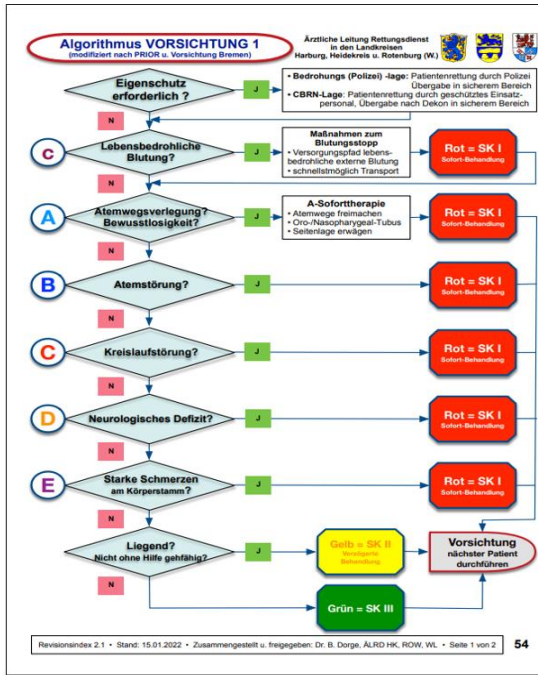 Algorithmus VORSICHTUNG 1
(modifiziert nach PRIOR u. Vorsichtung Bremen)
Ärztliche Leitung Rettungsdienst
in den Landkreisen
Harburg, Heidekreis u. Rotenburg (W.)
Eigenschutz
erforderlich ?
J
• Bedrohungs (Polizei) -lage: Patientenrettung durch Polizei
Übergabe in sicherem Bereich
• CBRN-Lage: Patientenrettung durch geschütztes Einsatz-
personal, Übergabe nach Dekon in sicherem Bereich
N
c
Lebensbedrohliche
Blutung?
J
Maßnahmen zum
Blutungsstopp
• Versorgungspfad lebens-
bedrohliche externe Blutung
• schnellstmöglich Transport
Rot = SK I
Sofort-Behandlung
N
A
Atemwegsverlegung?
Bewusstlosigkeit?
J
A-Soforttherapie
• Atemwege freimachen
• Oro-/Nasopharygeal-Tubus
• Seitenlage erwägen
Rot = SK I
Sofort-Behandlung
N
B
Atemstörung?
J
Rot = SK I
Sofort-Behandlung
N
C
Kreislaufstörung?
J
Rot = SK I
Sofort-Behandlung
N
D
Neurologisches Defizit?
J
Rot = SK I
Sofort-Behandlung
N
E
Starke Schmerzen
am Körperstamm?
J
Rot = SK I
Sofort-Behandlung
N
Liegend?
Nicht ohne Hilfe gehfähig?
J
Gelb = SK II
Verzögerte
Behandlung
Vorsichtung
nächster Patient
durchführen
N
Grün = SK III
Revisionsindex 2.1 • Stand: 15.01.2022 • Zusammengestellt u. freigegeben: Dr. B. Dorge, ÄLRD HK, ROW, WL • Seite 1 von 2
54